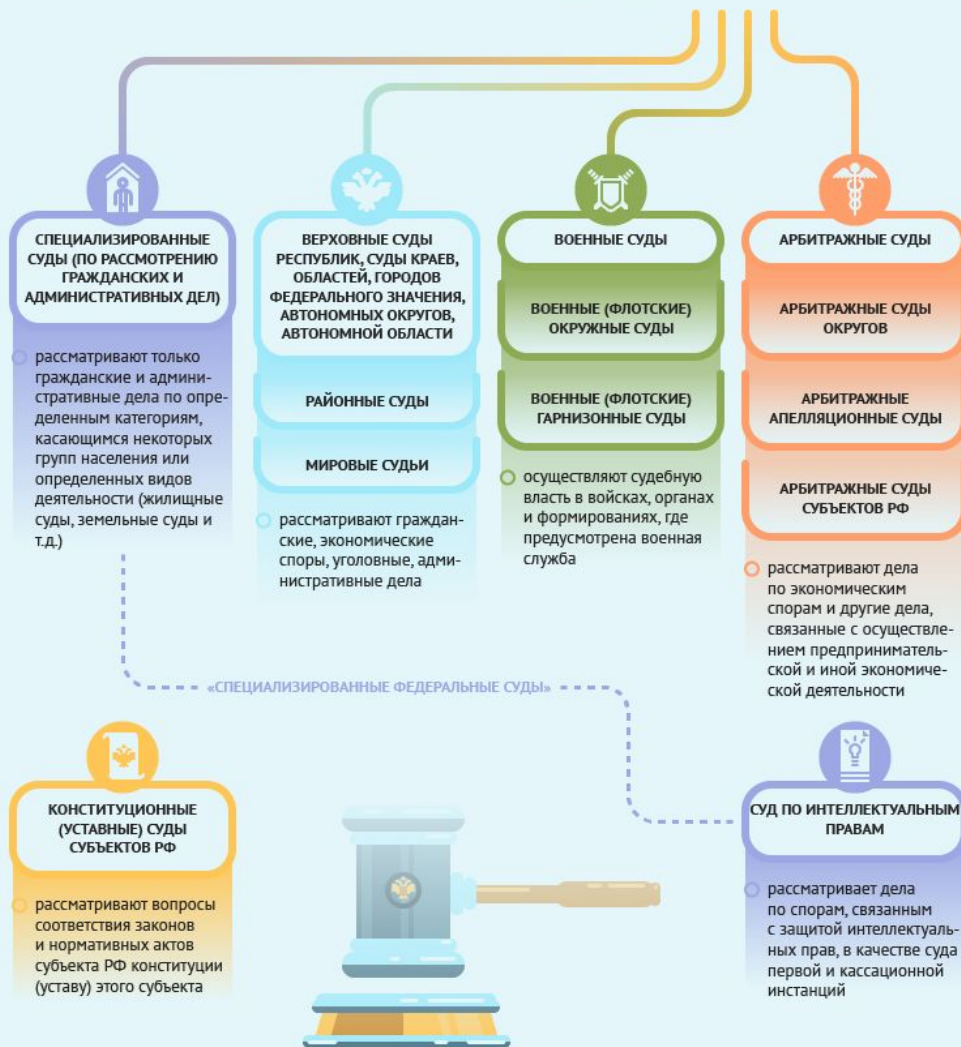 СПЕЦИАЛИЗИРОВАННЫЕ
СУДЫ (ПО РАССМОТРЕНИЮ
ГРАЖДАНСКИХ И
АДМИНИСТРАТИВНЫХ ДЕЛ)
рассматривают только
гражданские и админи-
стративные дела по опре-
деленным категориям,
касающимся некоторых
групп населения или
определенных видов
деятельности (жилищные
суды, земельные суды и
т.д.)
ВЕРХОВНЫЕ СУДЫ
РЕСПУБЛИК, СУДЫ КРАЕВ,
ОБЛАСТЕЙ, ГОРОДОВ
ФЕДЕРАЛЬНОГО ЗНАЧЕНИЯ,
АВТОНОМНЫХ ОКРУГОВ,
АВТОНОМНОЙ ОБЛАСТИ
РАЙОННЫЕ СУДЫ
МИРОВЫЕ СУДЬИ
рассматривают граждан-
ские, экономические
споры, уголовные, адми-
нистративные дела
ВОЕННЫЕ СУДЫ
ВОЕННЫЕ (ФЛОТСКИЕ)
ОКРУЖНЫЕ СУДЫ
ВОЕННЫЕ (ФЛОТСКИЕ)
ГАРНИЗОННЫЕ СУДЫ
осуществляют судебную
власть в войсках, органах
и формированиях, где
предусмотрена военная
служба
АРБИТРАЖНЫЕ СУДЫ
АРБИТРАЖНЫЕ СУДЫ
ОКРУГОВ
АРБИТРАЖНЫЕ
АПЕЛЛЯЦИОННЫЕ СУДЫ
АРБИТРАЖНЫЕ СУДЫ
СУБЪЕКТОВ РФ
рассматривают дела
по экономическим
спорам и другие дела,
связанные с осуществле-
нием предприниматель-
ской и иной экономиче-
ской деятельности
«СПЕЦИАЛИЗИРОВАННЫЕ ФЕДЕРАЛЬНЫЕ СУДЫ»
КОНСТИТУЦИОННЫЕ
(УСТАВНЫЕ) СУДЫ
СУБЪЕКТОВ РФ
рассматривают вопросы
соответствия законов
и нормативных актов
субъекта РФ конституции
(уставу) этого субъекта
СУД ПО ИНТЕЛЛЕКТУАЛЬНЫМ
ПРАВАМ
рассматривает дела
по спорам, связанным
с защитой интеллектуаль-
ных прав, в качестве суда
первой и кассационной
инстанций